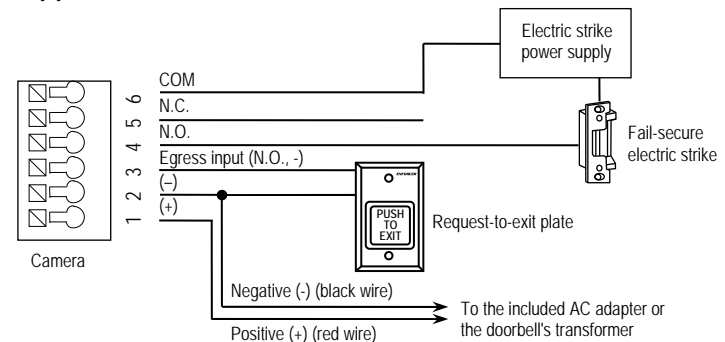 Electric strike
power supply
COM
6
N.C.
5
N.O.
4
Fail-secure
electric strike
Egress input (N.O., -)
3
(–)
2
(+)
1
ENFORCER
PUSH
TO
EXIT
Request-to-exit plate
Camera
Negative (-) (black wire)
Positive (+) (red wire)
To the included AC adapter or
the doorbell's transformer